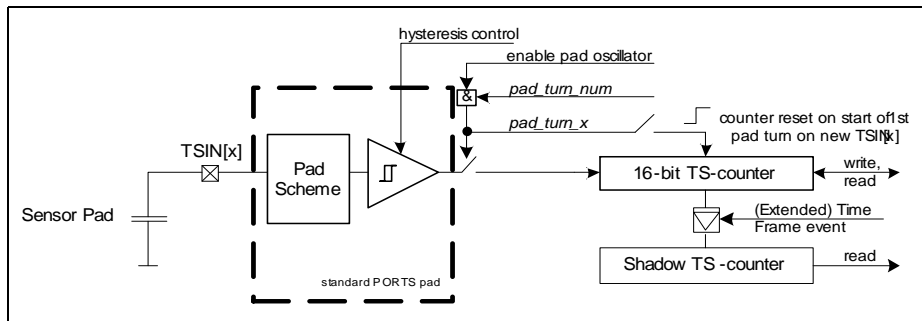 hysteresis control
enable pad oscillator
&
pad_turn_num
pad_turn_x
counter reset on start of1st
pad turn on new TSIN[x]
TSIN[x]
Pad
Scheme
16-bit TS-counter
write,
read
Sensor Pad
(Extended) Time
Frame event
Shadow TS -counter
read
standard PORTS pad